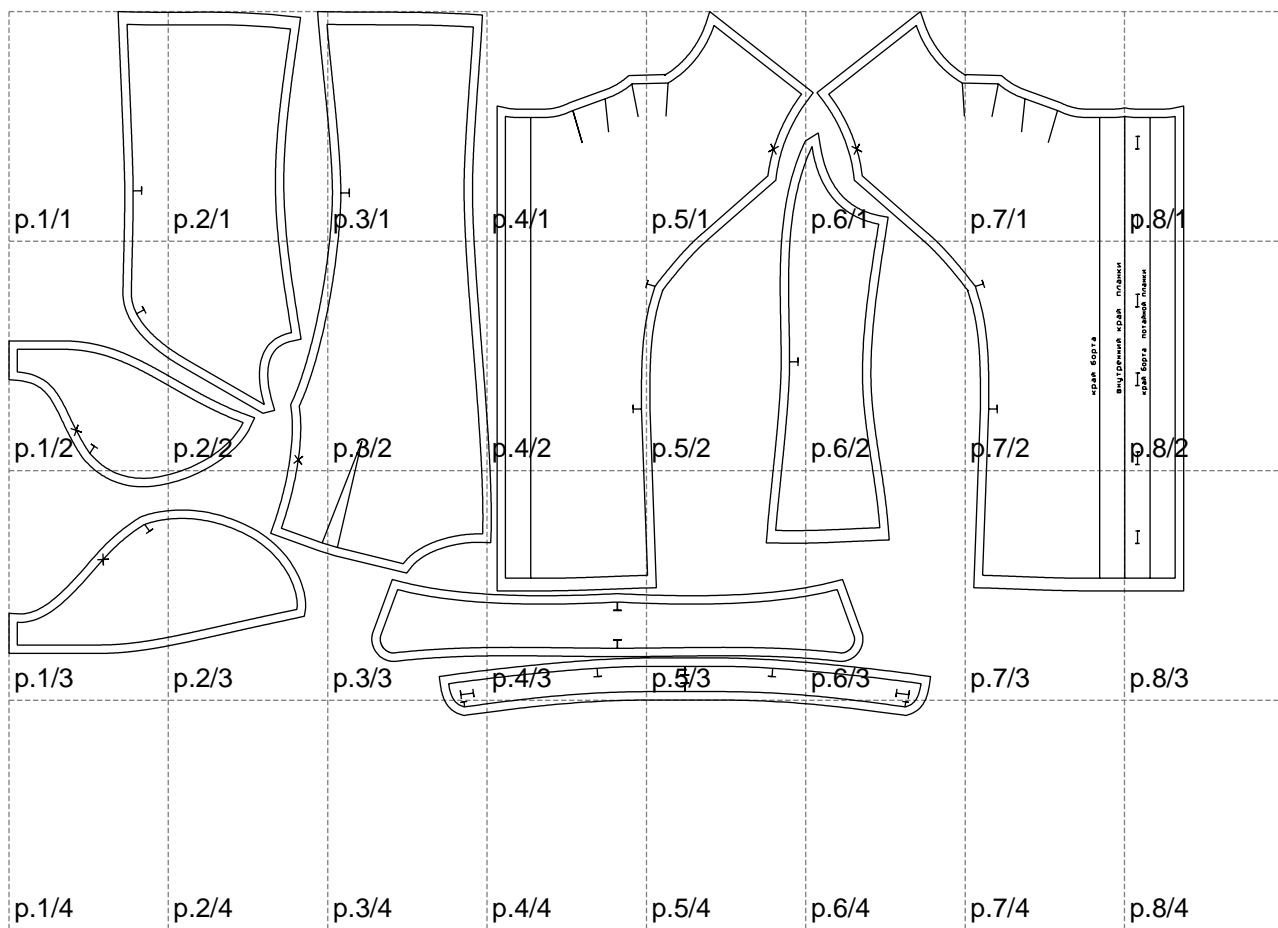 p.1/1
p.2/1
p.3/1
p.4/1
p.5/1
p.6/1
p.7/1
p.8/1
край борта
внутренний край планки
край борта потайной планки
p.1/2
p.2/2
p.3/2
p.4/2
p.5/2
p.6/2
p.7/2
p.8/2
p.1/3
p.2/3
p.3/3
p.4/3
p.5/3
p.6/3
p.7/3
p.8/3
p.1/4
p.2/4
p.3/4
p.4/4
p.5/4
p.6/4
p.7/4
p.8/4